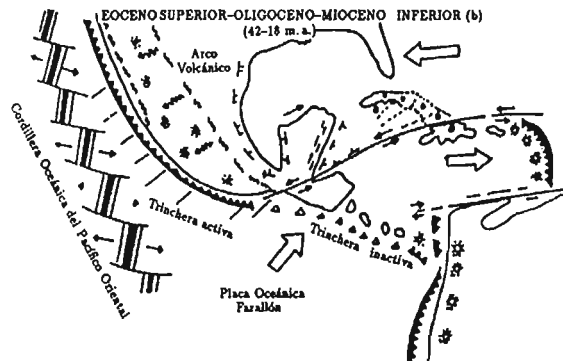 EOCENO SUPERIOR-OLIGOCENO-MIOCENO INFERIOR (b)
(42-18 m.a.)
Arco
Volcánico
Cordillera Oceánica del Pacífico Oriental
Trinchera activa
Trinchera inactiva
Placa Oceánica
Farallón